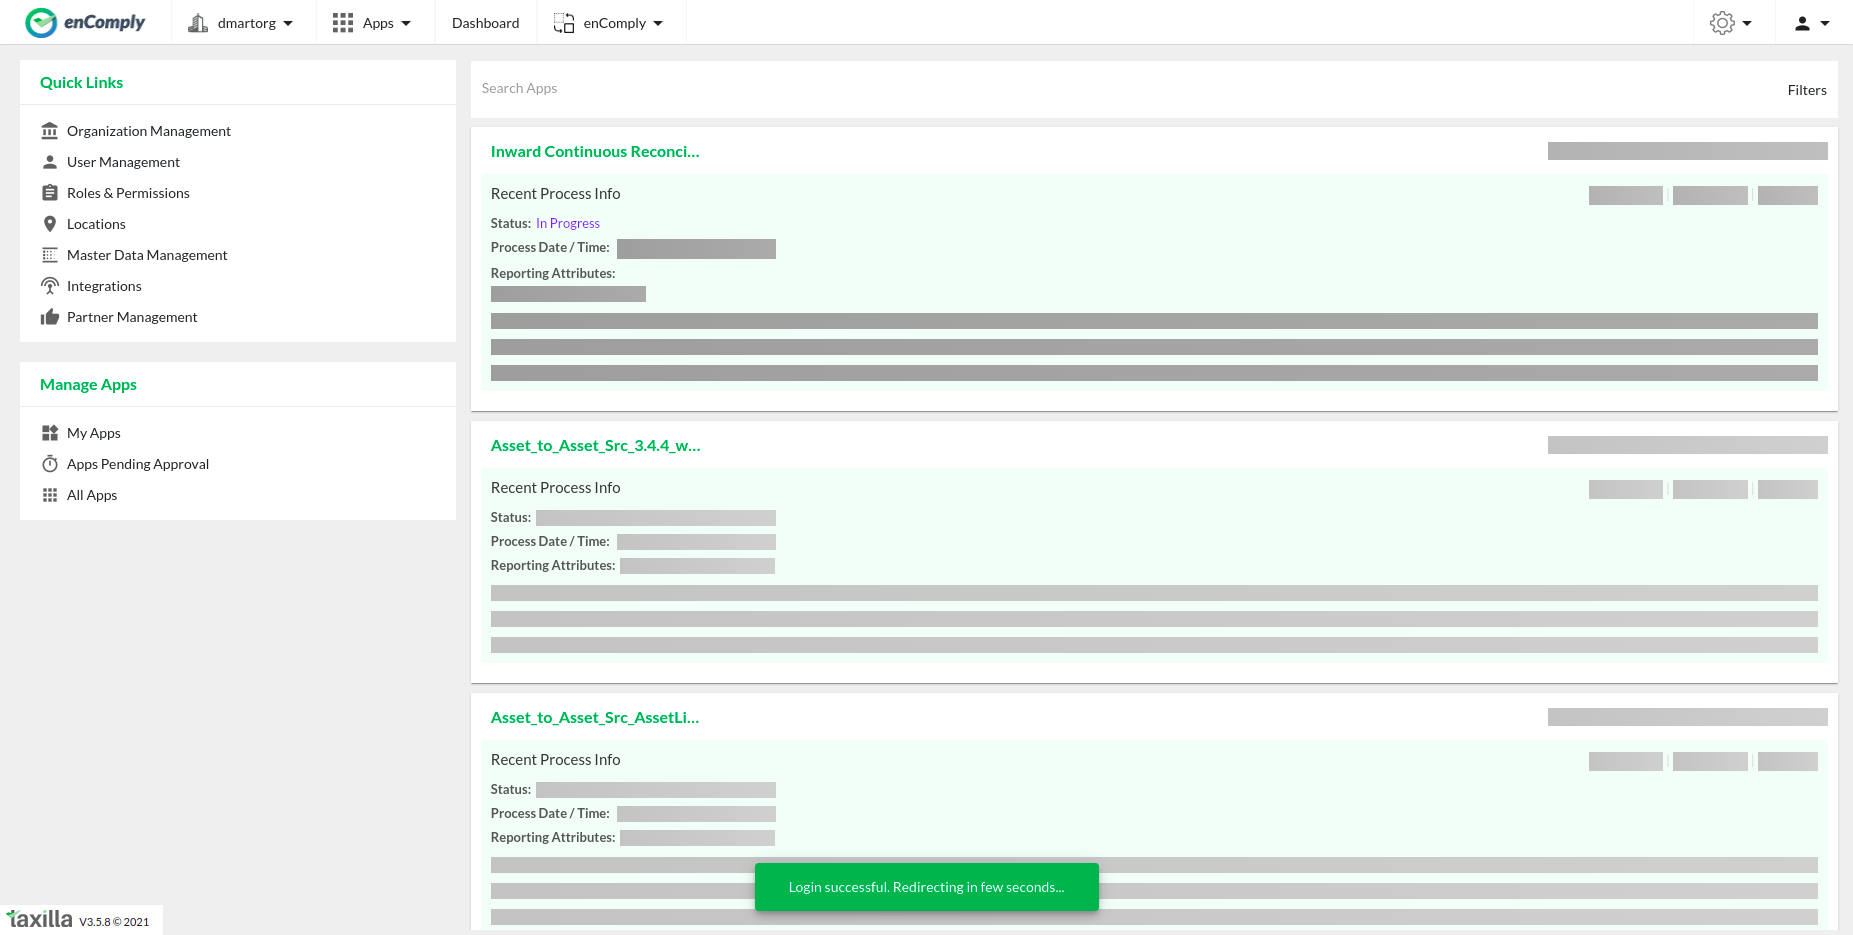 enComply
dmartorg
Apps
Dashboard
enComply
Quick Links
Organization Management
User Management
Roles & Permissions
Locations
Master Data Management
Integrations
Partner Management
Manage Apps
My Apps
Apps Pending Approval
All Apps
Search Apps
Filters
Inward Continuous Reconci...
Recent Process Info
Status: In Progress
Process Date / Time:
Reporting Attributes:
Asset_to_Asset_Src_3.4.4_w...
Recent Process Info
Status:
Process Date / Time:
Reporting Attributes:
Asset_to_Asset_Src_AssetLi...
Recent Process Info
Status:
Process Date / Time:
Reporting Attributes:
Login successful. Redirecting in few seconds...
taxilla V3.5.8 © 2021